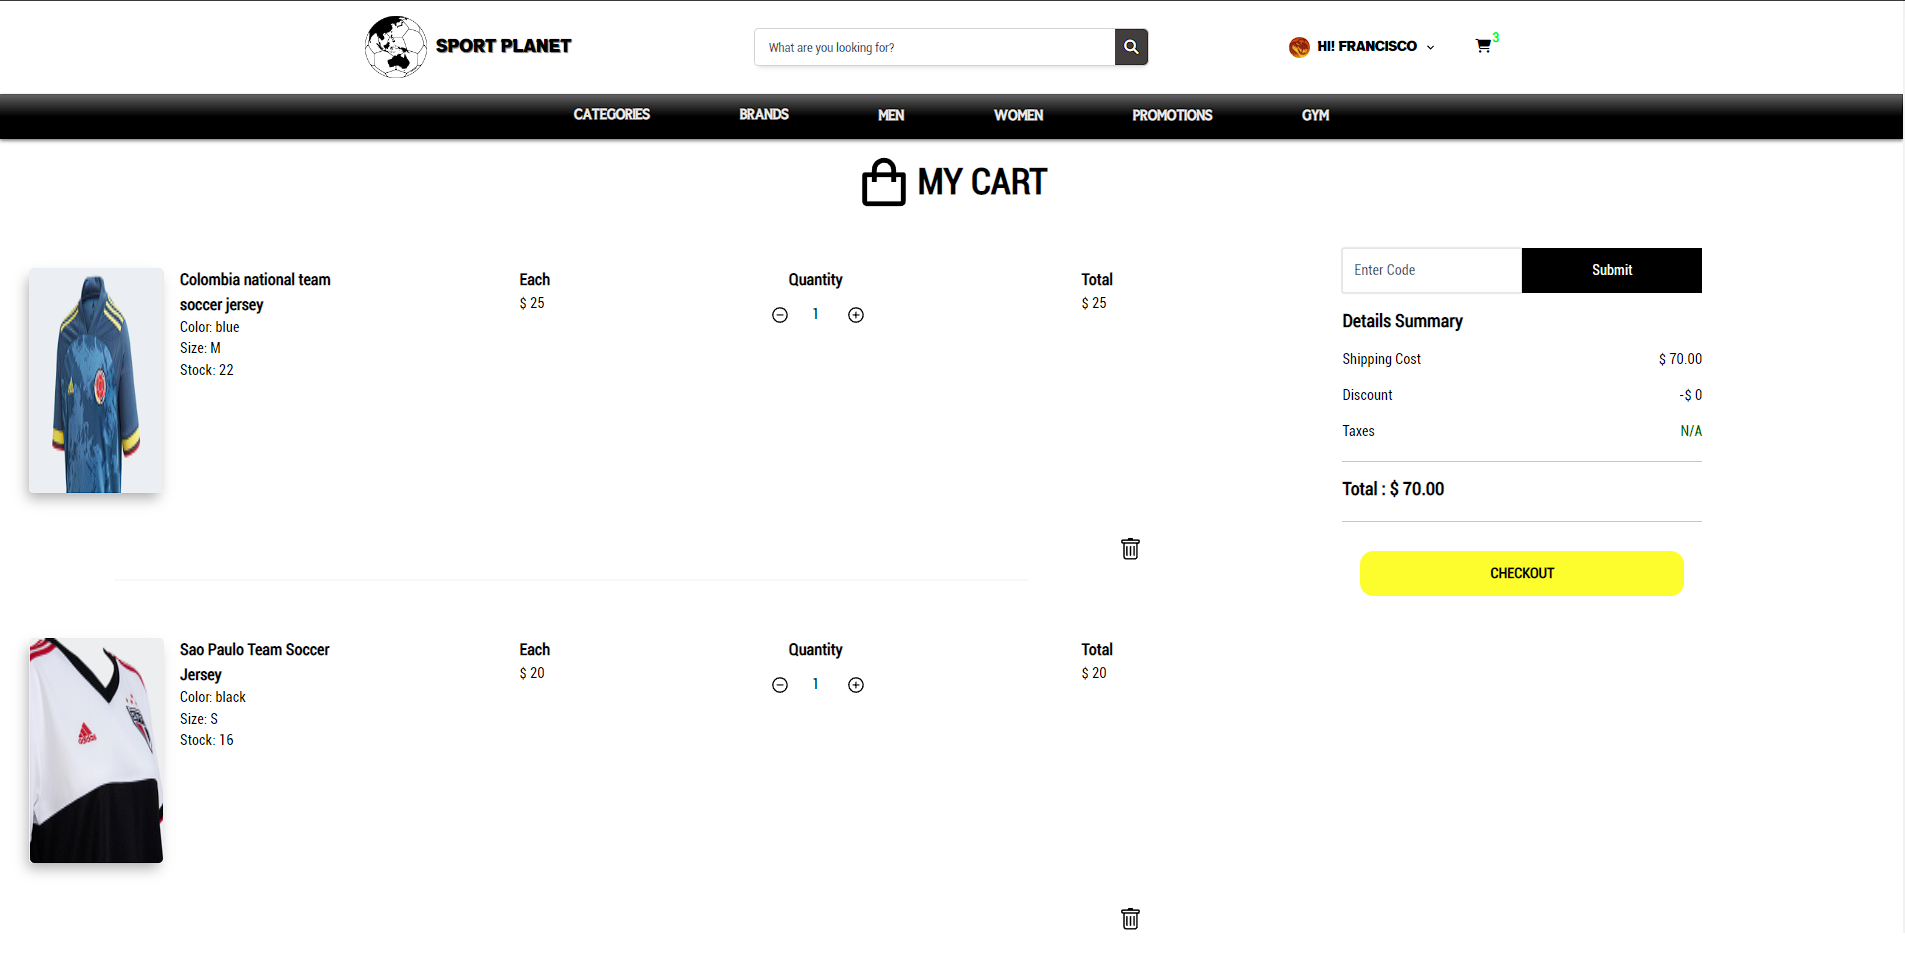 SPORT PLANET
What are you looking for?
HI! FRANCISCO
3
CATEGORIES BRANDS MEN WOMEN PROMOTIONS GYM
MY CART
Colombia national team
soccer jersey
Color: blue
Size: M
Stock: 22
Each
$ 25
Quantity
1
Total
$ 25
Enter Code
Submit
Details Summary
Shipping Cost $ 70.00
Discount -$ 0
Taxes N/A
Total : $ 70.00
CHECKOUT
adidas
Sao Paulo Team Soccer
Jersey
Color: black
Size: S
Stock: 16
Each
$ 20
Quantity
1
Total
$ 20